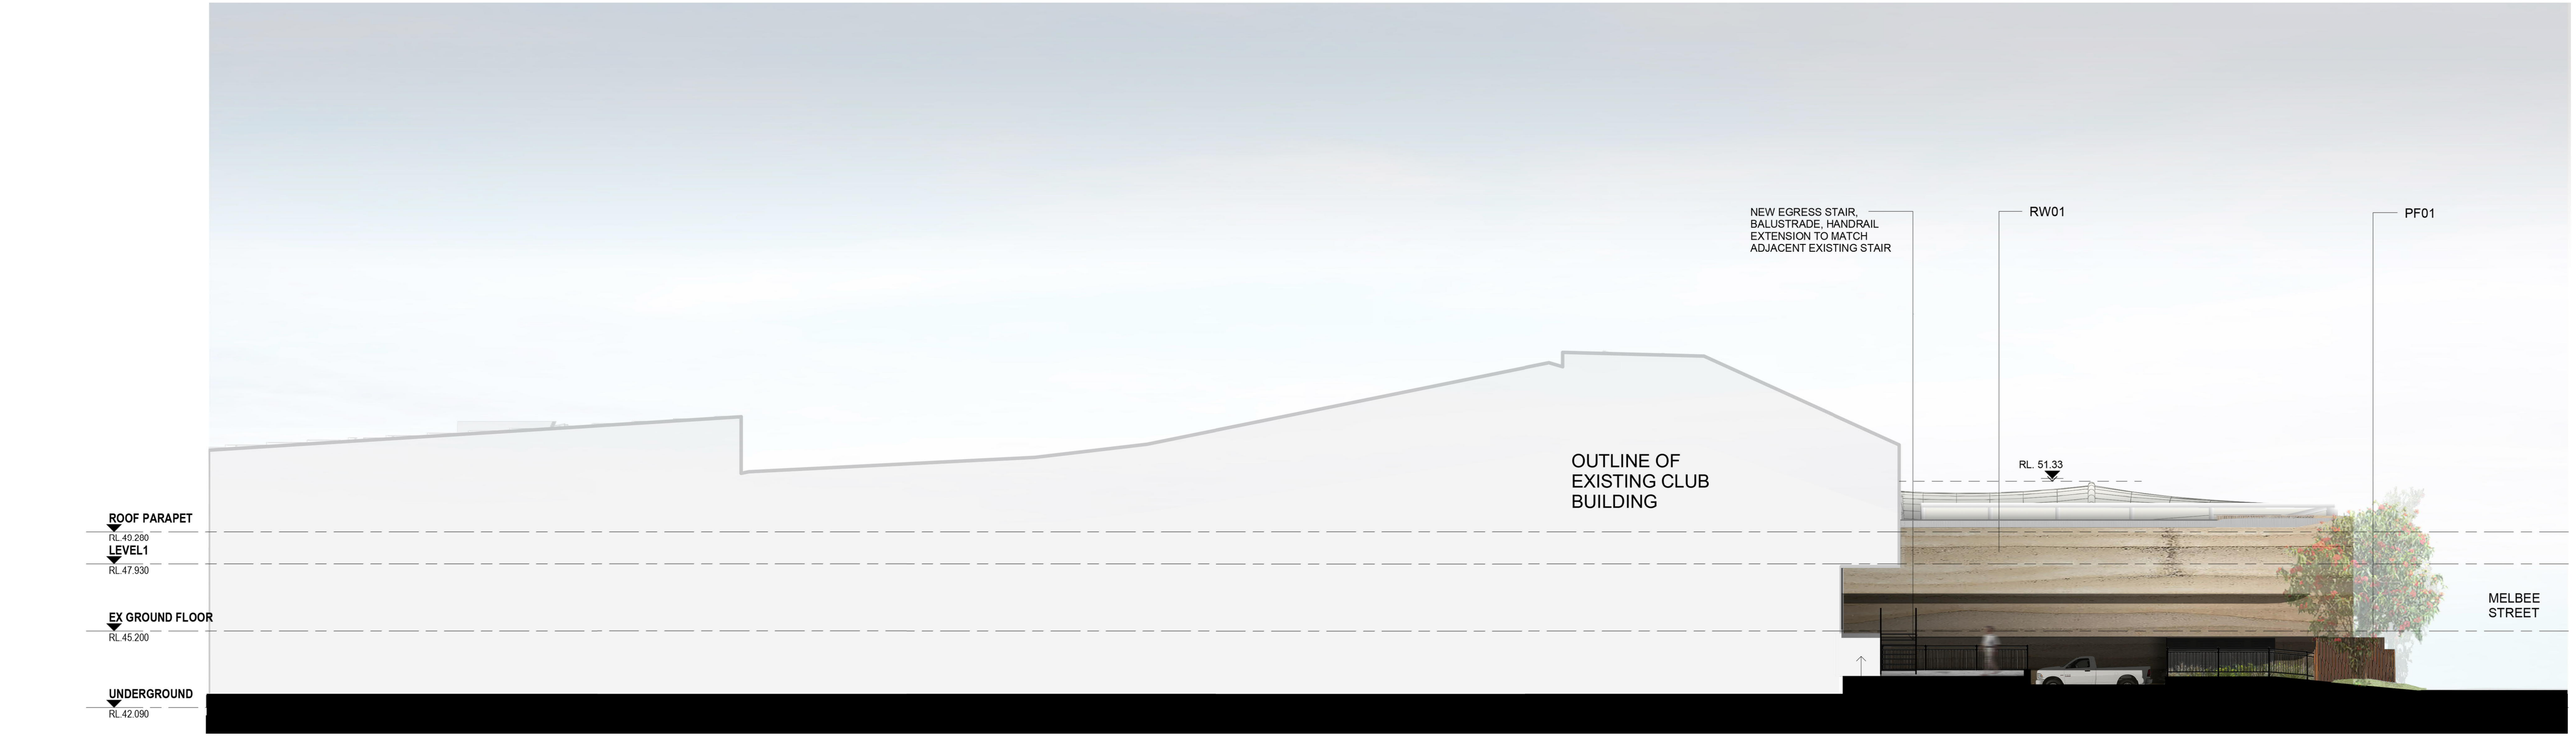 NEW EGRESS STAIR,
BALUSTRADE, HANDRAIL
EXTENSION TO MATCH
ADJACENT EXISTING STAIR
RW01
PF01
OUTLINE OF
EXISTING CLUB
BUILDING
RL. 51.33
ROOF PARAPET
RL.49.280
LEVEL1
RL.47.930
EX GROUND FLOOR
RL.45.200
UNDERGROUND
RL.42.090
MELBEE
STREET